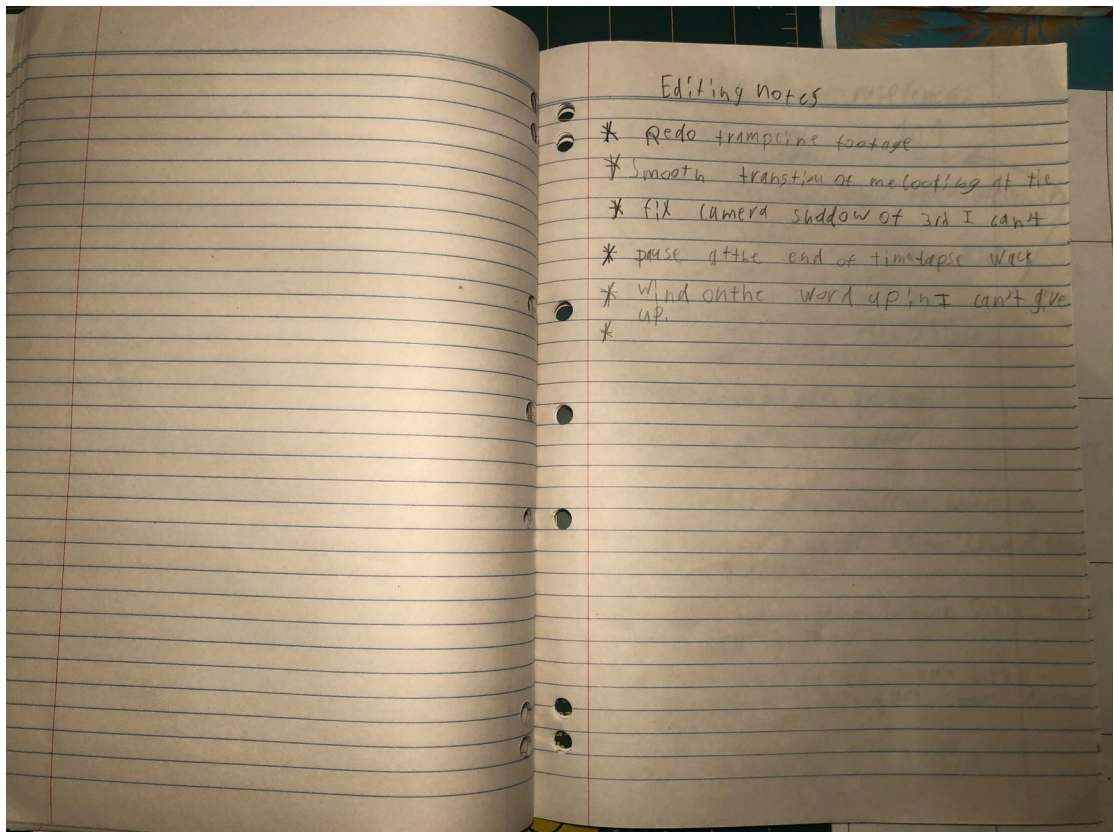 Editing notes
* Redo trampoline footage
* Smooth transtion of me looking at the
* fix camera shadow of 3rd I can't
* pause at the end of timelapse walk
* Wind on the word up in I can't give
up.
*